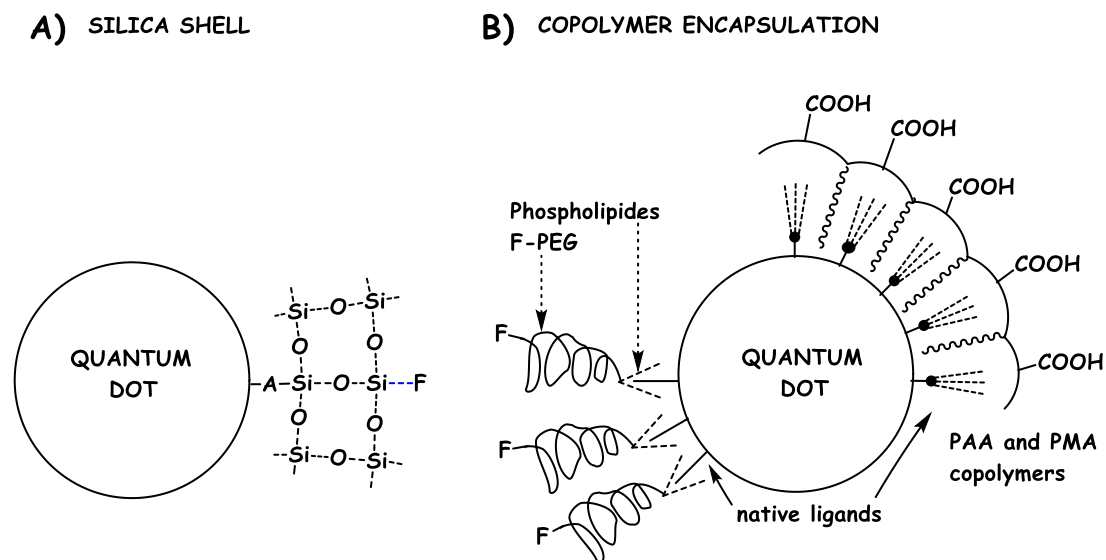 A) SILICA SHELL
B) COPOLYMER ENCAPSULATION
COOH
COOH
COOH
COOH
COOH
Phospholipides
F-PEG
F
F
F
QUANTUM
DOT
PAA and PMA
copolymers
native ligands
QUANTUM
DOT
Si--O--Si
O O
A-Si--O--Si---F
O O
Si--O--Si